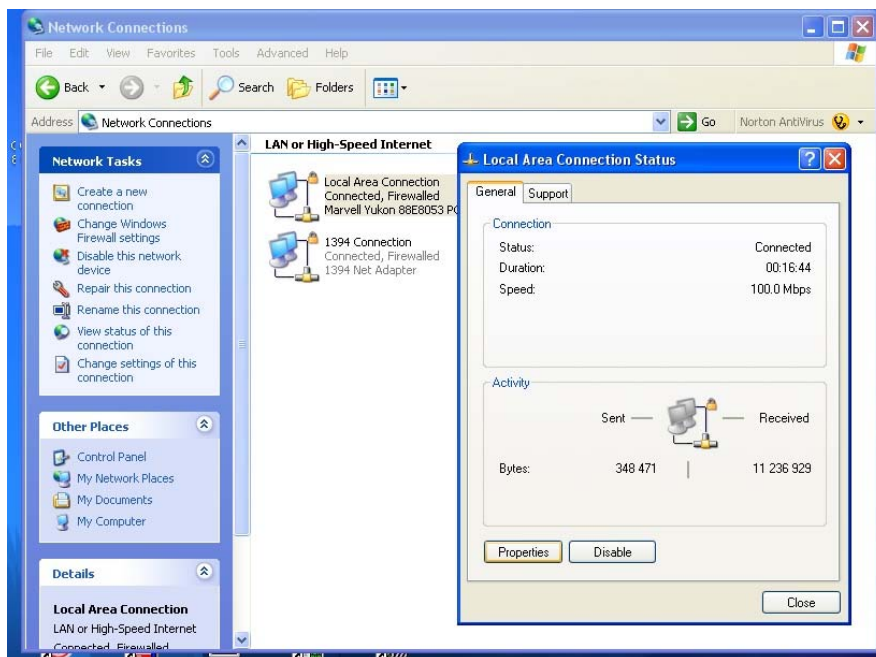 Network Connections
File Edit View Favorites Tools Advanced Help
Back Search Folders
Address Network Connections Go Norton AntiVirus
Network Tasks
Create a new
connection
Change Windows
Firewall settings
Disable this network
device
Repair this connection
Rename this connection
View status of this
connection
Change settings of this
connection
Other Places
Control Panel
My Network Places
My Documents
My Computer
Details
Local Area Connection
LAN or High-Speed Internet
Connected, Firewalled
LAN or High-Speed Internet
Local Area Connection
Connected, Firewalled
Marvell Yukon 88E8053 PC
1394 Connection
Connected, Firewalled
1394 Net Adapter
Local Area Connection Status
General Support
Connection
Status: Connected
Duration: 00:16:44
Speed: 100.0 Mbps
Activity
Sent Received
Bytes: 348 471 11 236 929
Properties Disable
Close